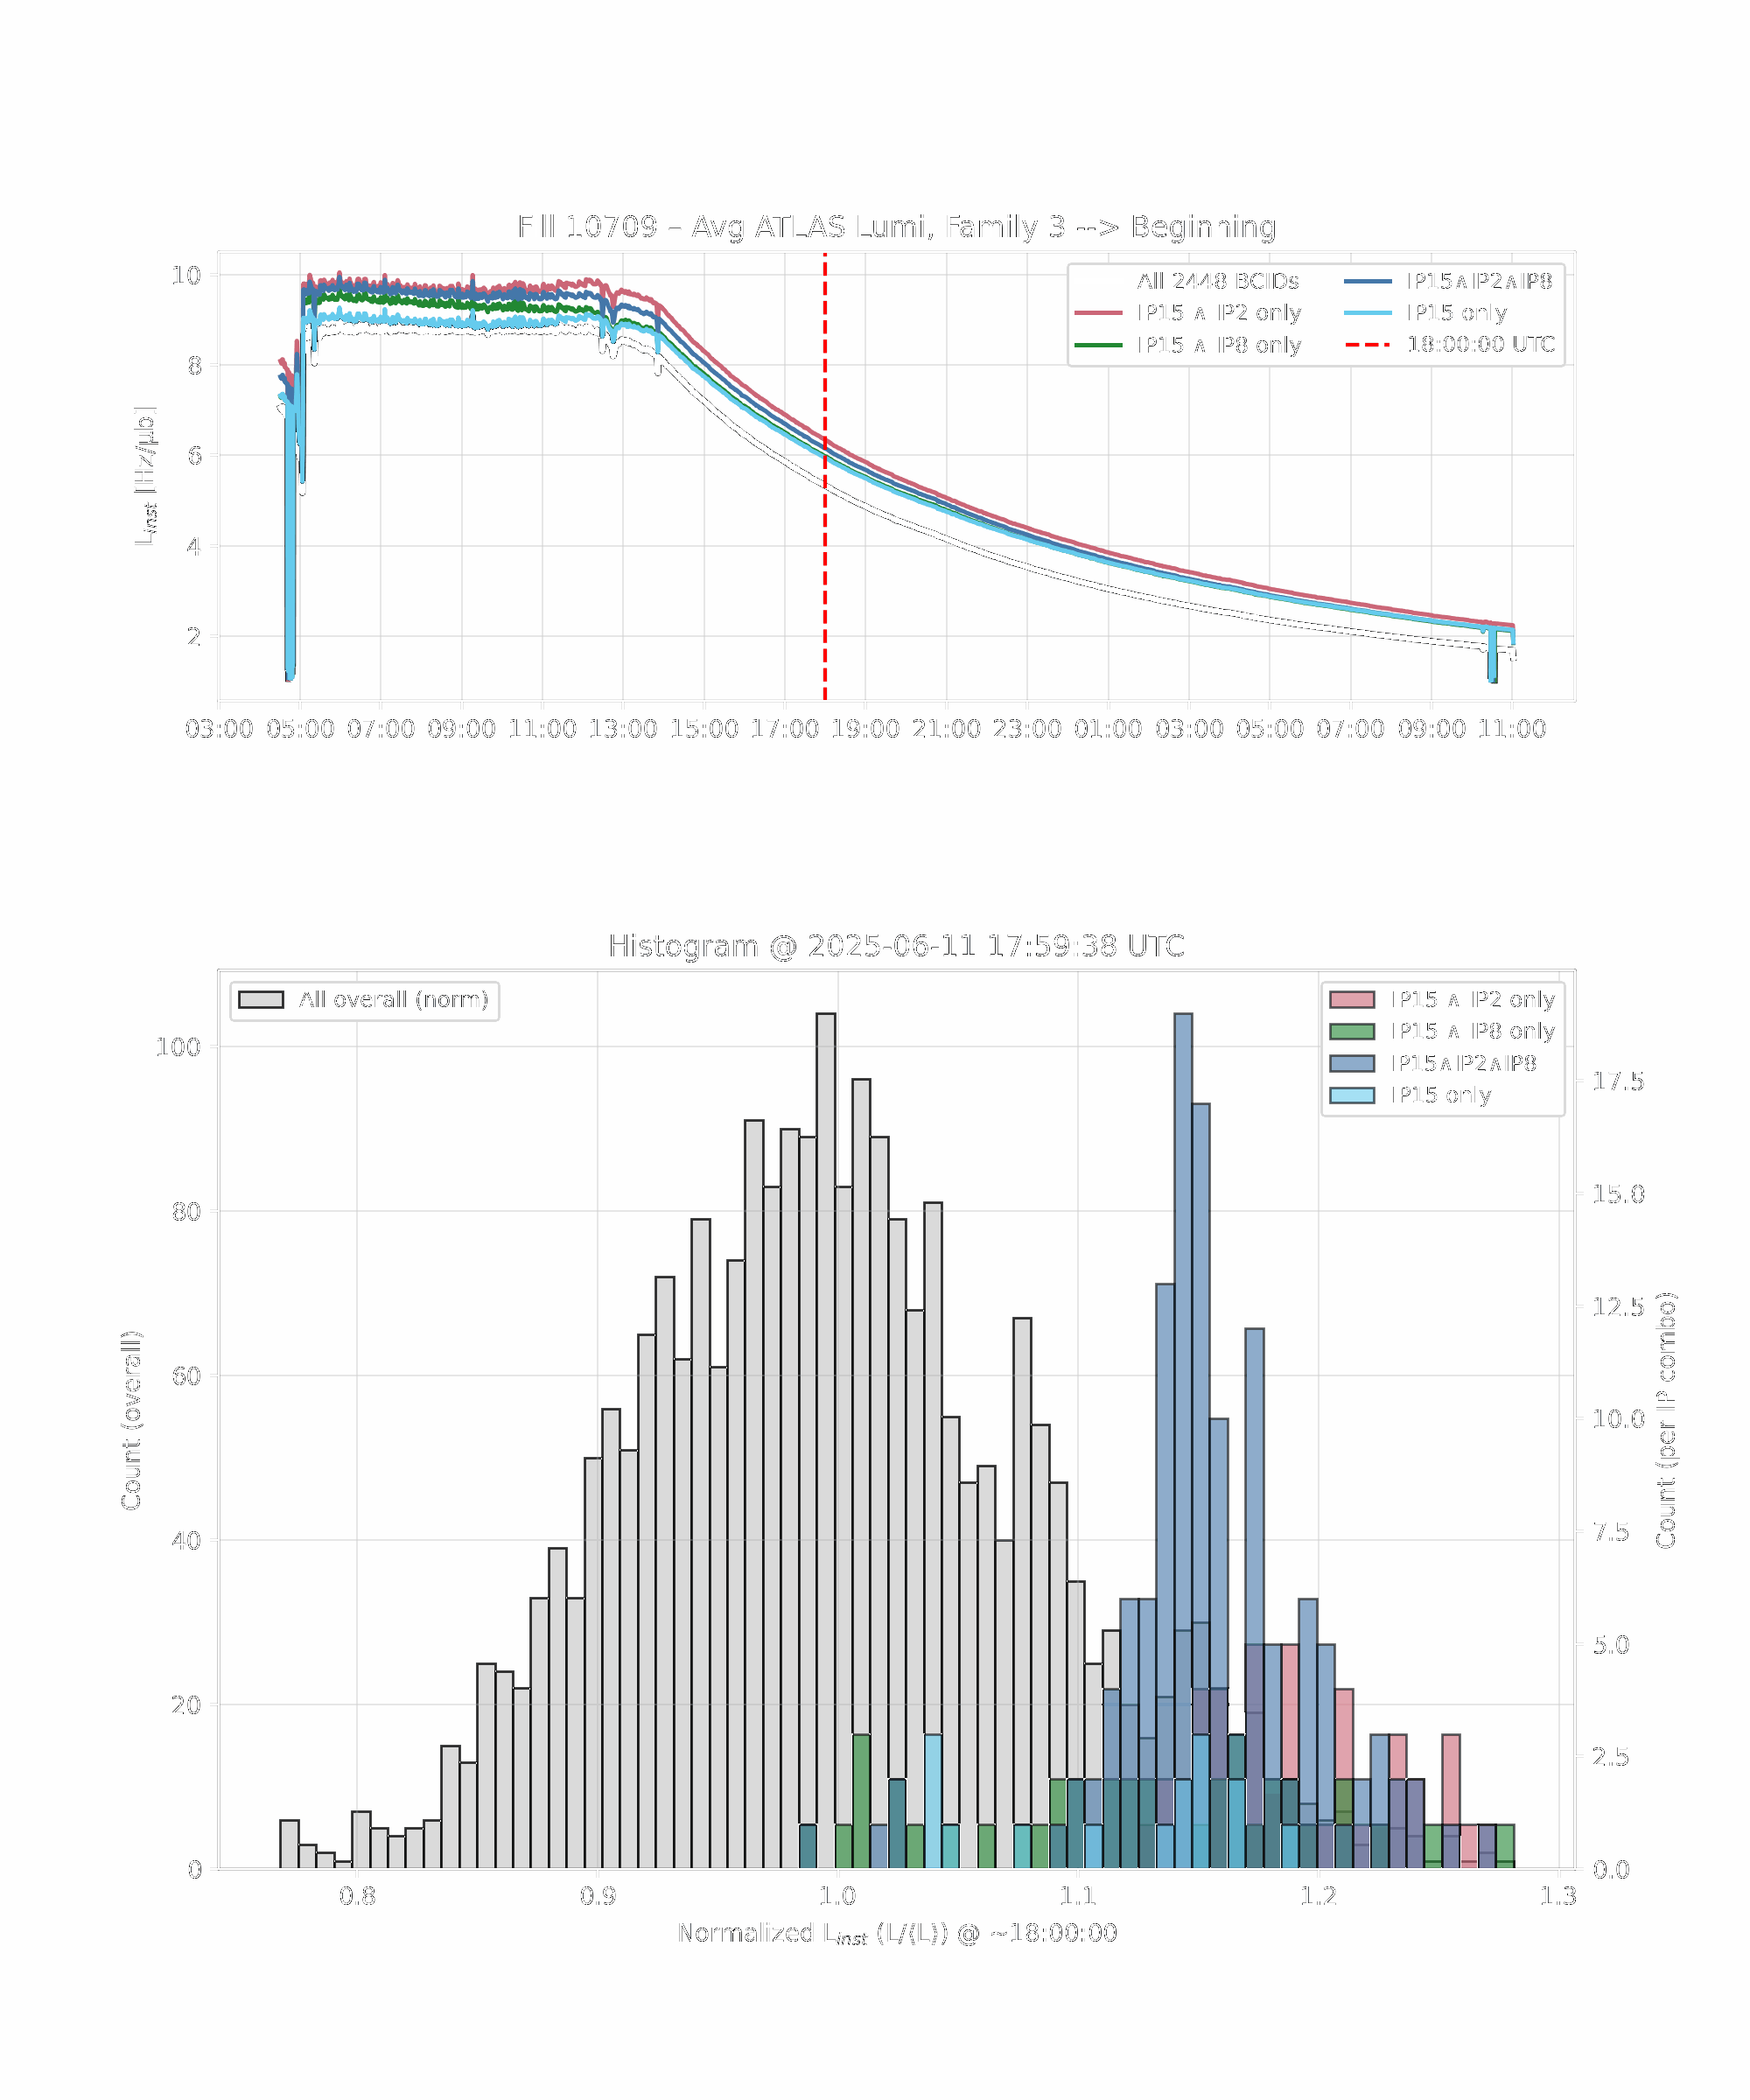 Fill 10709 – Avg ATLAS Lumi, Family 3 --> Beginning
L_inst [Hz/μb]
10
8
6
4
2
All 2448 BCIDs
IP15 ∧ IP2 only
IP15 ∧ IP8 only
IP15∧IP2∧IP8
IP15 only
18:00:00 UTC
03:00 05:00 07:00 09:00 11:00 13:00 15:00 17:00 19:00 21:00 23:00 01:00 03:00 05:00 07:00 09:00 11:00
Histogram @ 2025-06-11 17:59:38 UTC
All overall (norm)
IP15 ∧ IP2 only
IP15 ∧ IP8 only
IP15∧IP2∧IP8
IP15 only
Count (overall)
100
80
60
40
20
0
17.5
15.0
12.5
10.0
7.5
5.0
2.5
0.0
Count (per IP combo)
0.8 0.9 1.0 1.1 1.2 1.3
Normalized L_inst (L/⟨L⟩) @ ~18:00:00